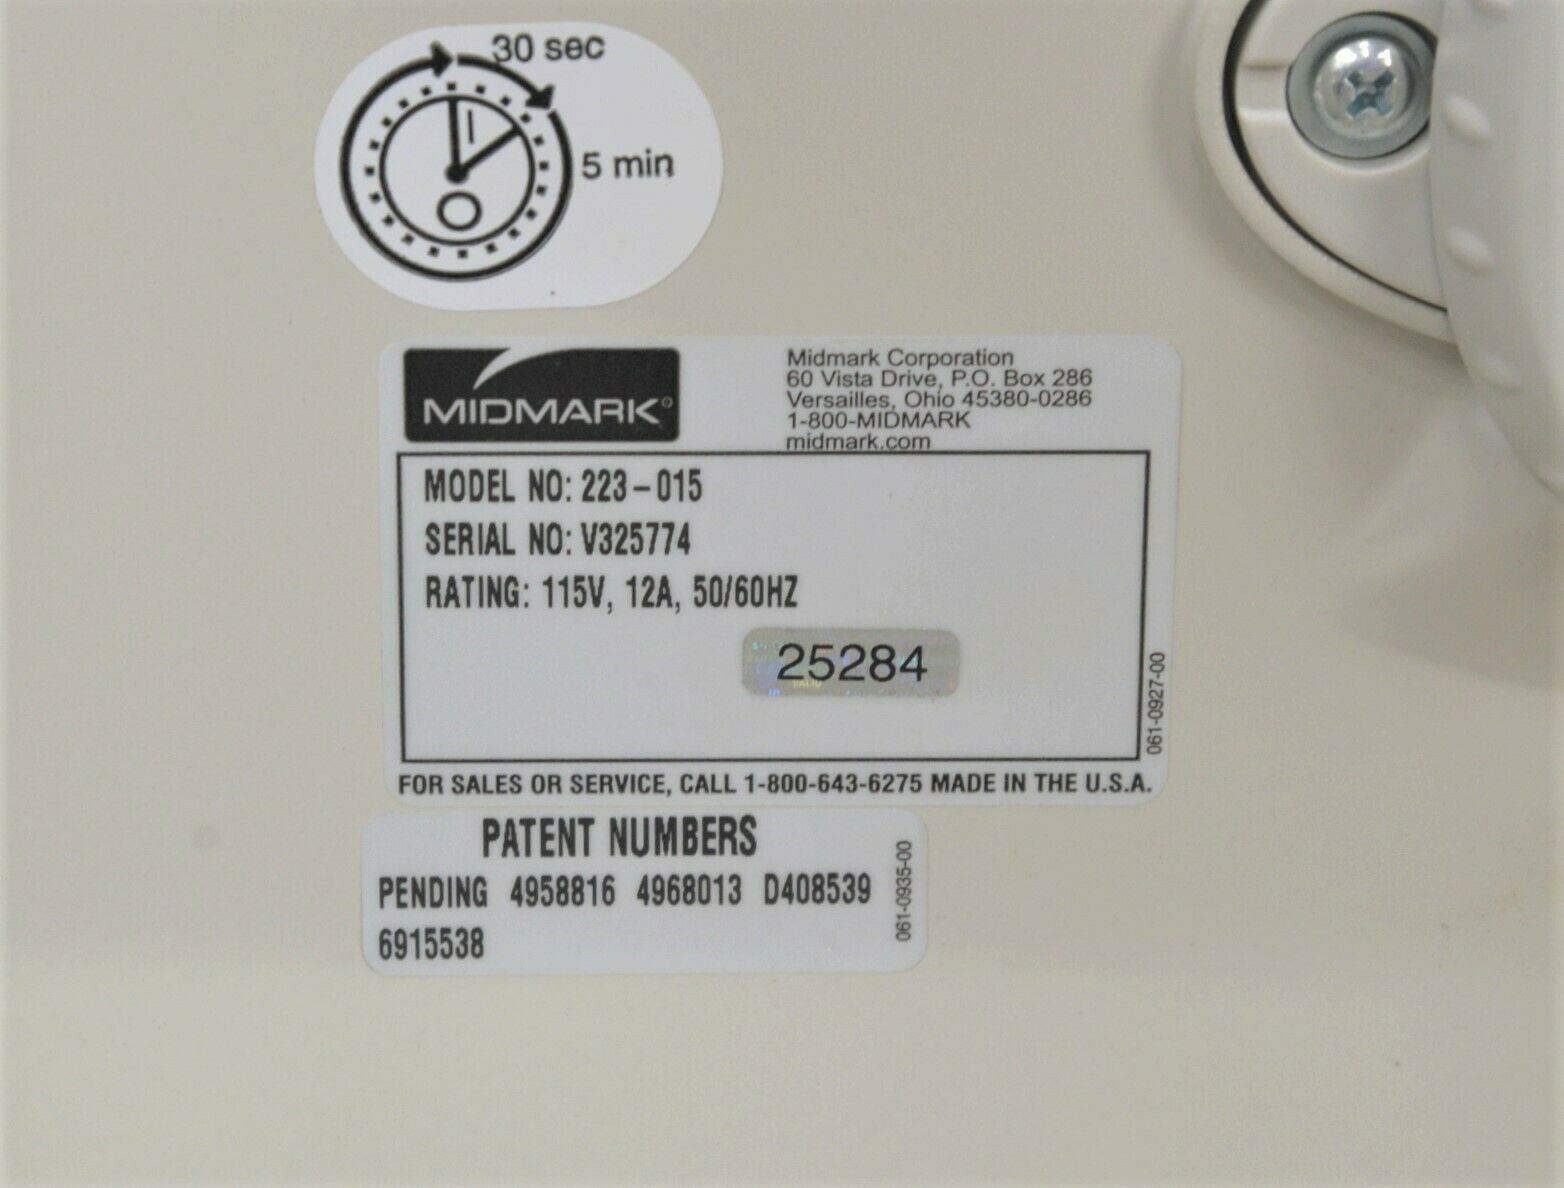 30 sec
5 min
MIDMARK®
Midmark Corporation
60 Vista Drive, P.O. Box 286
Versailles, Ohio 45380-0286
1-800-MIDMARK
midmark.com
MODEL NO: 223-015
SERIAL NO: V325774
RATING: 115V, 12A, 50/60HZ
25284
061-0927-00
FOR SALES OR SERVICE, CALL 1-800-643-6275 MADE IN THE U.S.A.
PATENT NUMBERS
PENDING 4958816 4968013 D408539
6915538
061-0935-00